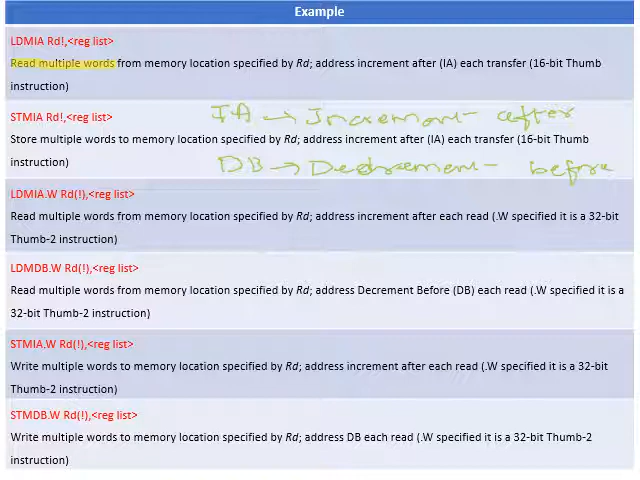 Example
LDMIA Rd!,<reg list>
Read multiple words from memory location specified by Rd; address increment after (IA) each transfer (16-bit Thumb
instruction)
STMIA Rd!,<reg list>
IA → Increment- after
Store multiple words to memory location specified by Rd; address increment after (IA) each transfer (16-bit Thumb
instruction)
DB → Decrement- before
LDMIA.W Rd(!),<reg list>
Read multiple words from memory location specified by Rd; address increment after each read (.W specified it is a 32-bit
Thumb-2 instruction)
LDMDB.W Rd(!),<reg list>
Read multiple words from memory location specified by Rd; address Decrement Before (DB) each read (.W specified it is a
32-bit Thumb-2 instruction)
STMIA.W Rd(!),<reg list>
Write multiple words to memory location specified by Rd; address increment after each read (.W specified it is a 32-bit
Thumb-2 instruction)
STMDB.W Rd(!),<reg list>
Write multiple words to memory location specified by Rd; address DB each read (.W specified it is a 32-bit Thumb-2
instruction)